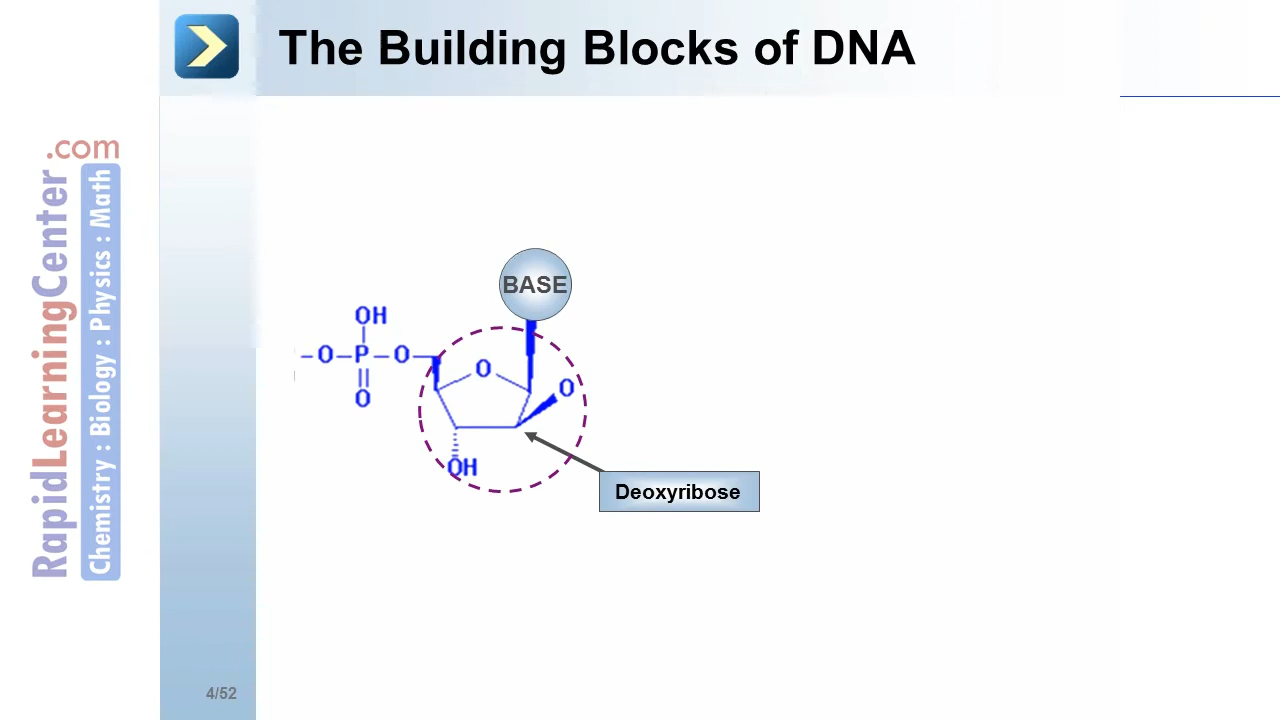 The Building Blocks of DNA
RapidLearningCenter.com
Chemistry : Biology : Physics : Math
BASE
OH
–O–P–O–
O
O
O
OH
Deoxyribose
4/52